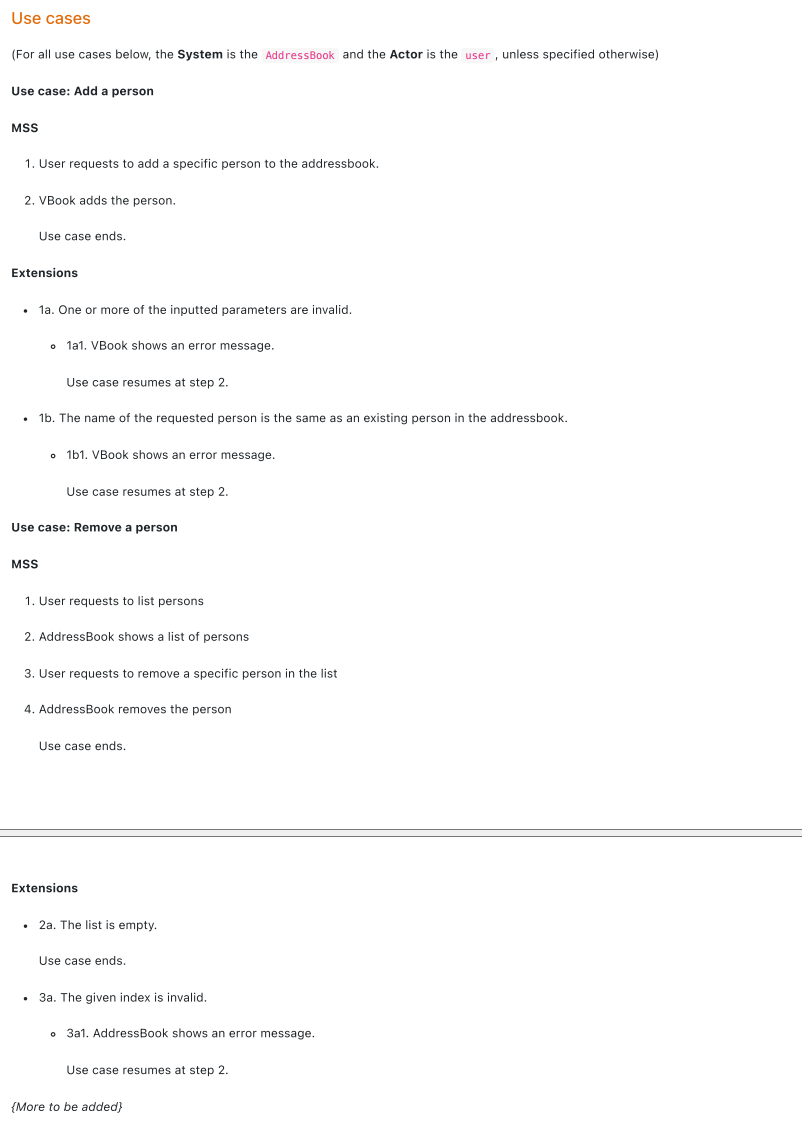 Use cases
(For all use cases below, the System is the AddressBook and the Actor is the user , unless specified otherwise)
Use case: Add a person
MSS
1. User requests to add a specific person to the addressbook.
2. VBook adds the person.
Use case ends.
Extensions
• 1a. One or more of the inputted parameters are invalid.
◦ 1a1. VBook shows an error message.
Use case resumes at step 2.
• 1b. The name of the requested person is the same as an existing person in the addressbook.
◦ 1b1. VBook shows an error message.
Use case resumes at step 2.
Use case: Remove a person
MSS
1. User requests to list persons
2. AddressBook shows a list of persons
3. User requests to remove a specific person in the list
4. AddressBook removes the person
Use case ends.
Extensions
• 2a. The list is empty.
Use case ends.
• 3a. The given index is invalid.
◦ 3a1. AddressBook shows an error message.
Use case resumes at step 2.
{More to be added}